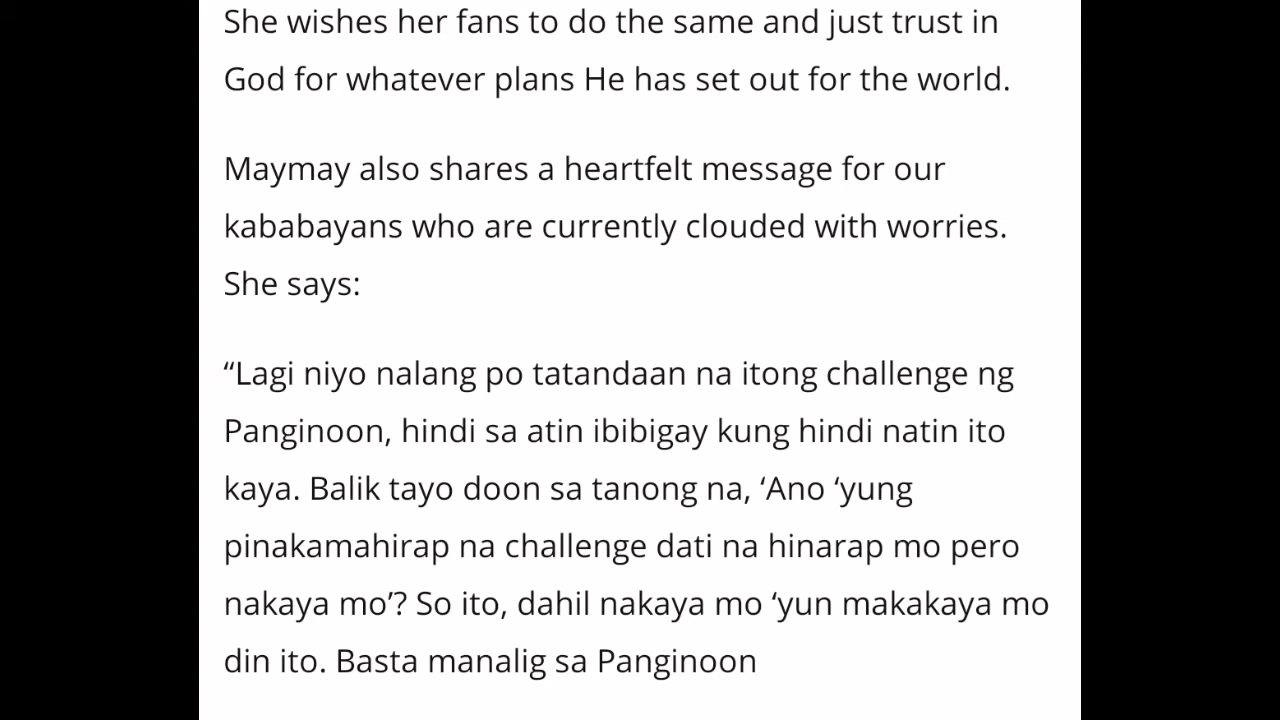 She wishes her fans to do the same and just trust in
God for whatever plans He has set out for the world.
Maymay also shares a heartfelt message for our
kababayans who are currently clouded with worries.
She says:
“Lagi niyo nalang po tatandaan na itong challenge ng
Panginoon, hindi sa atin ibibigay kung hindi natin ito
kaya. Balik tayo doon sa tanong na, ‘Ano ‘yung
pinakamahirap na challenge dati na hinarap mo pero
nakaya mo’? So ito, dahil nakaya mo ‘yun makakaya mo
din ito. Basta manalig sa Panginoon